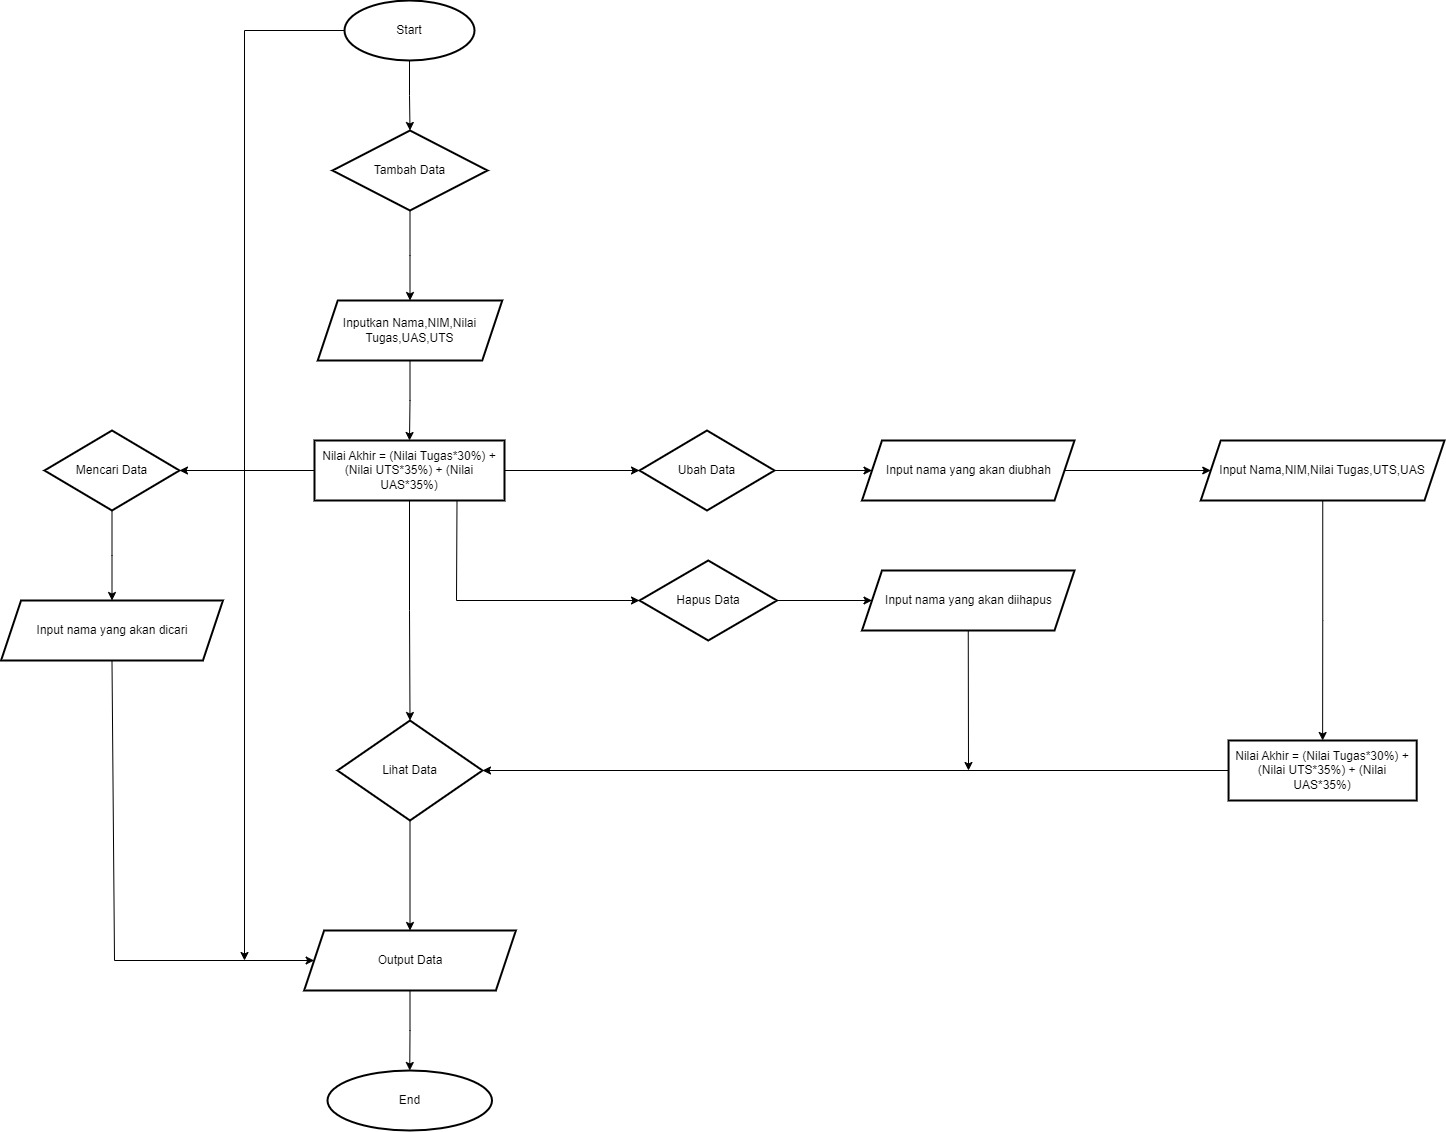 Start
Tambah Data
Inputkan Nama,NIM,Nilai
Tugas,UAS,UTS
Mencari Data
Nilai Akhir = (Nilai Tugas*30%) +
(Nilai UTS*35%) + (Nilai
UAS*35%)
Ubah Data
Input nama yang akan diubhah
Input Nama,NIM,Nilai Tugas,UTS,UAS
Hapus Data
Input nama yang akan diihapus
Input nama yang akan dicari
Lihat Data
Nilai Akhir = (Nilai Tugas*30%) +
(Nilai UTS*35%) + (Nilai
UAS*35%)
Output Data
End